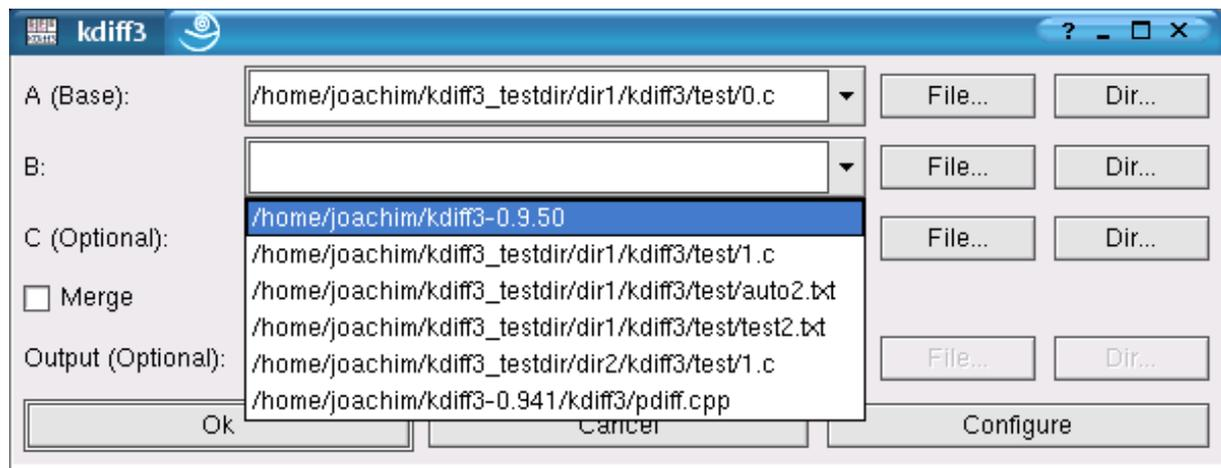 kdiff3
A (Base): /home/joachim/kdiff3_testdir/dir1/kdiff3/test/0.c File... Dir...
B: File... Dir...
/home/joachim/kdiff3-0.9.50
C (Optional): File... Dir...
/home/joachim/kdiff3_testdir/dir1/kdiff3/test/1.c
Merge
/home/joachim/kdiff3_testdir/dir1/kdiff3/test/auto2.txt
/home/joachim/kdiff3_testdir/dir1/kdiff3/test/test2.txt
Output (Optional): File... Dir...
/home/joachim/kdiff3_testdir/dir2/kdiff3/test/1.c
/home/joachim/kdiff3-0.941/kdiff3/pdiff.cpp
Ok Cancel Configure